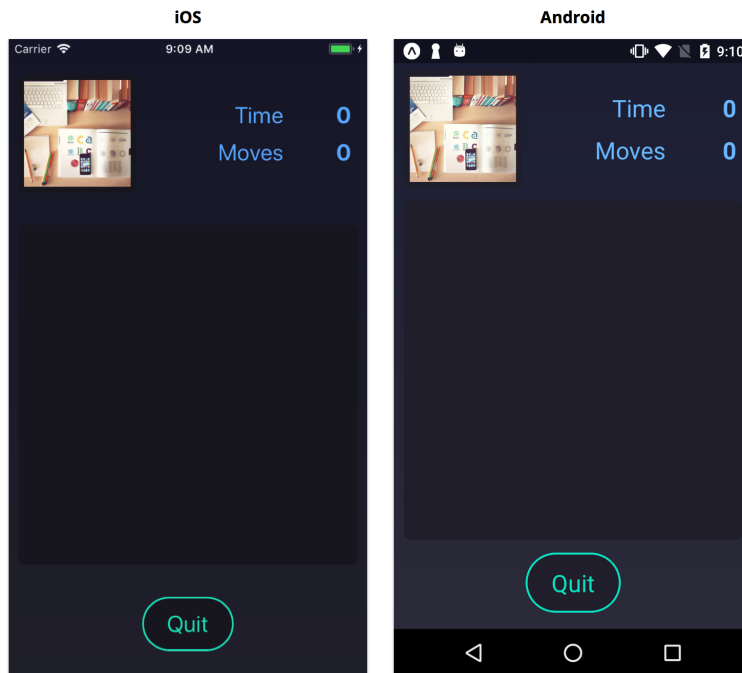 iOS
Android
Carrier
9:09 AM
9:10
Time 0
Moves 0
Time 0
Moves 0
Quit
Quit